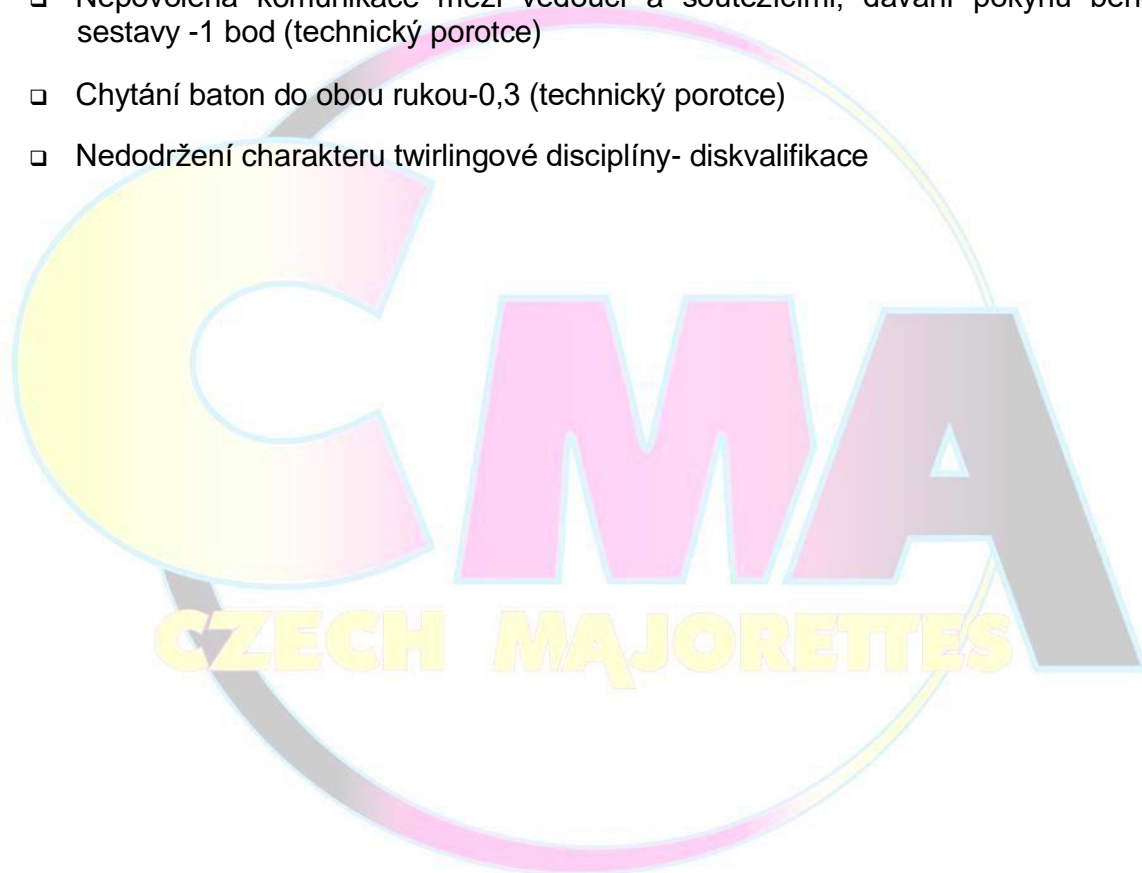 Nepovolená komunikace mezi vedoucí a soutěžícími, dávání pokynů
sestavy -1 bod (technický porotce)
Chytání baton do obou rukou-0,3 (technický porotce)
Nedodržení charakteru twirlingové disciplíny- diskvalifikace
CMA
CZECH MAJORETTES